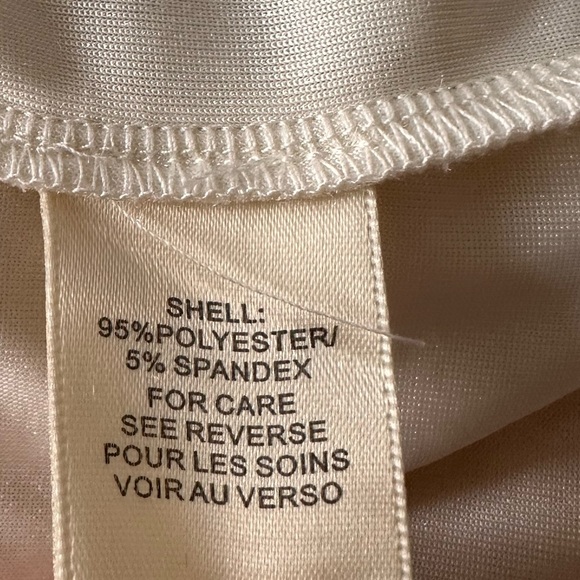 SHELL:
95%POLYESTER/
5% SPANDEX
FOR CARE
SEE REVERSE
POUR LES SOINS
VOIR AU VERSO